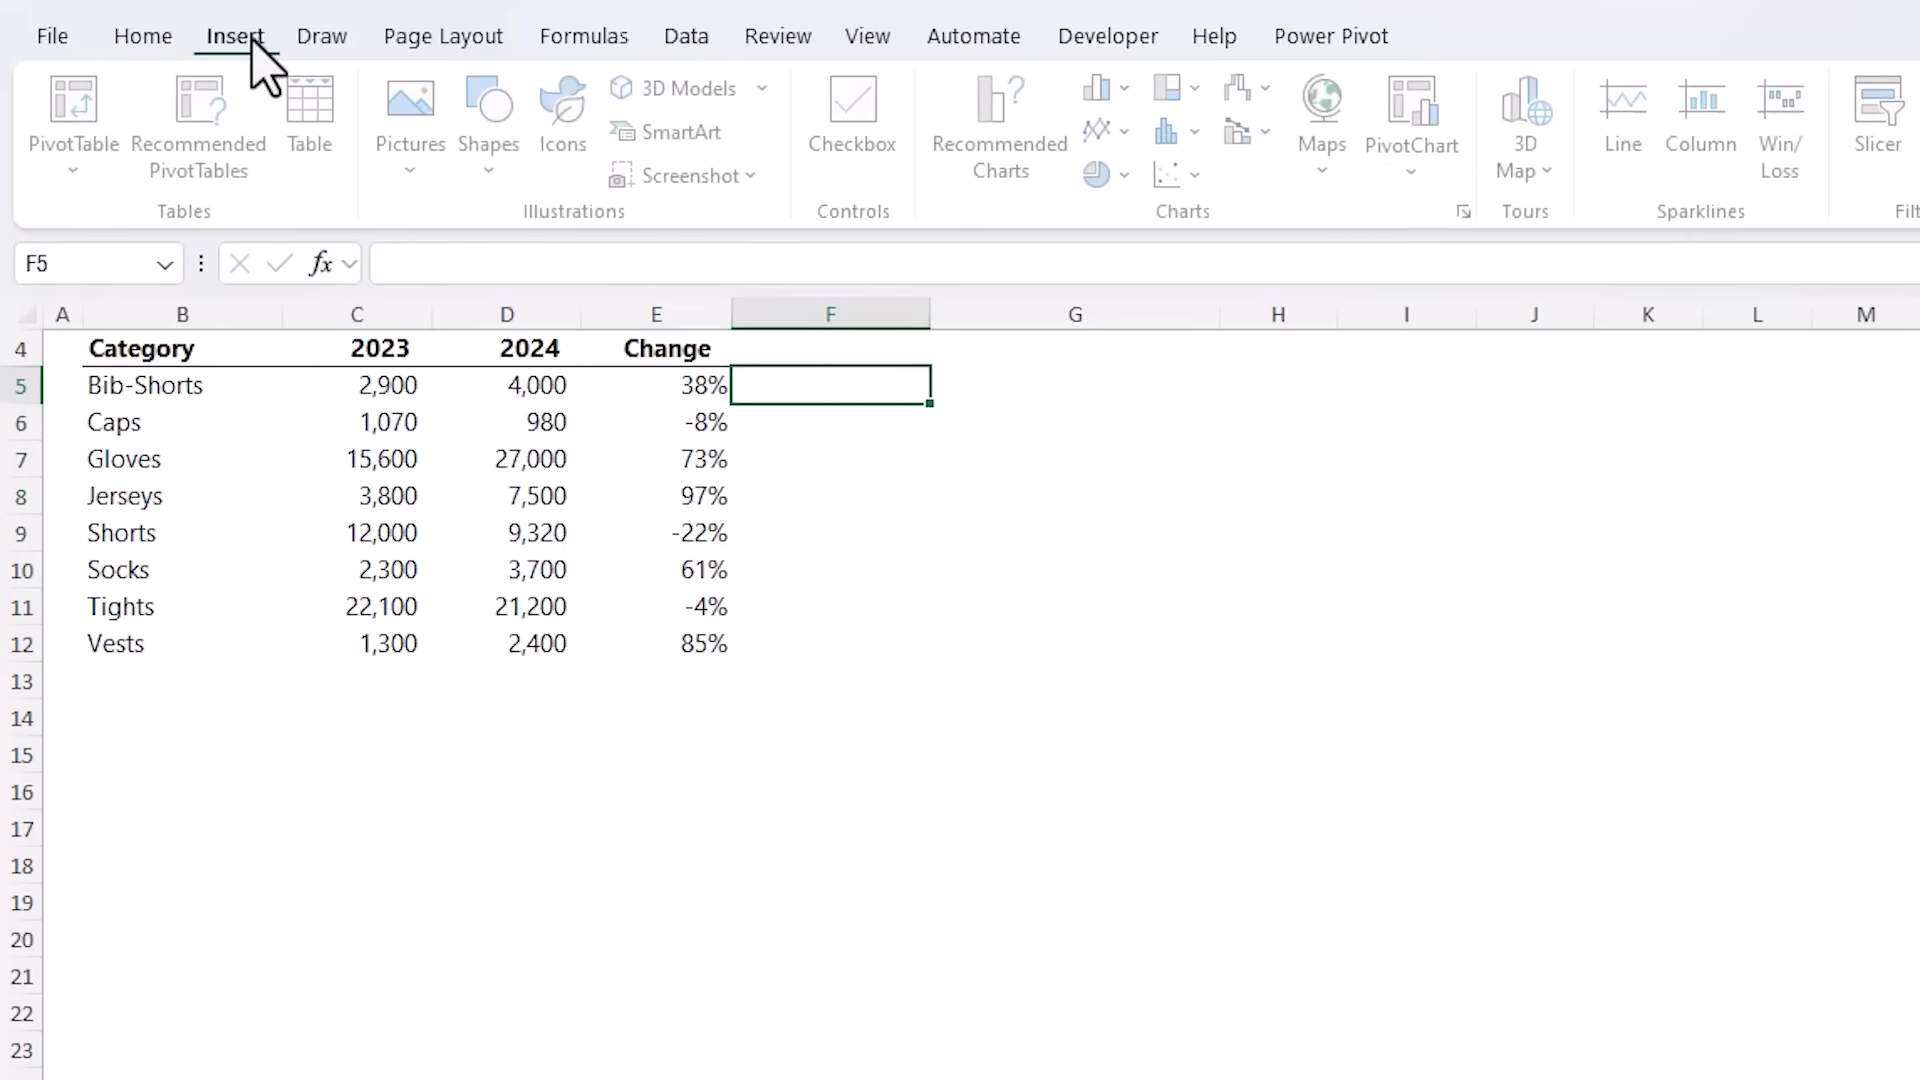 File Home Insert Draw Page Layout Formulas Data Review View Automate Developer Help Power Pivot
PivotTable
Recommended
PivotTables
Table
Pictures
Shapes
Icons
3D Models
SmartArt
Screenshot
Checkbox
Recommended
Charts
Maps
PivotChart
3D
Map
Line
Column
Win/
Loss
Slicer
Tables Illustrations Controls Charts Tours Sparklines Filt
F5 fx
A B C D E F G H I J K L M
4 Category 2023 2024 Change
5 Bib-Shorts 2,900 4,000 38%
6 Caps 1,070 980 -8%
7 Gloves 15,600 27,000 73%
8 Jerseys 3,800 7,500 97%
9 Shorts 12,000 9,320 -22%
10 Socks 2,300 3,700 61%
11 Tights 22,100 21,200 -4%
12 Vests 1,300 2,400 85%
13
14
15
16
17
18
19
20
21
22
23